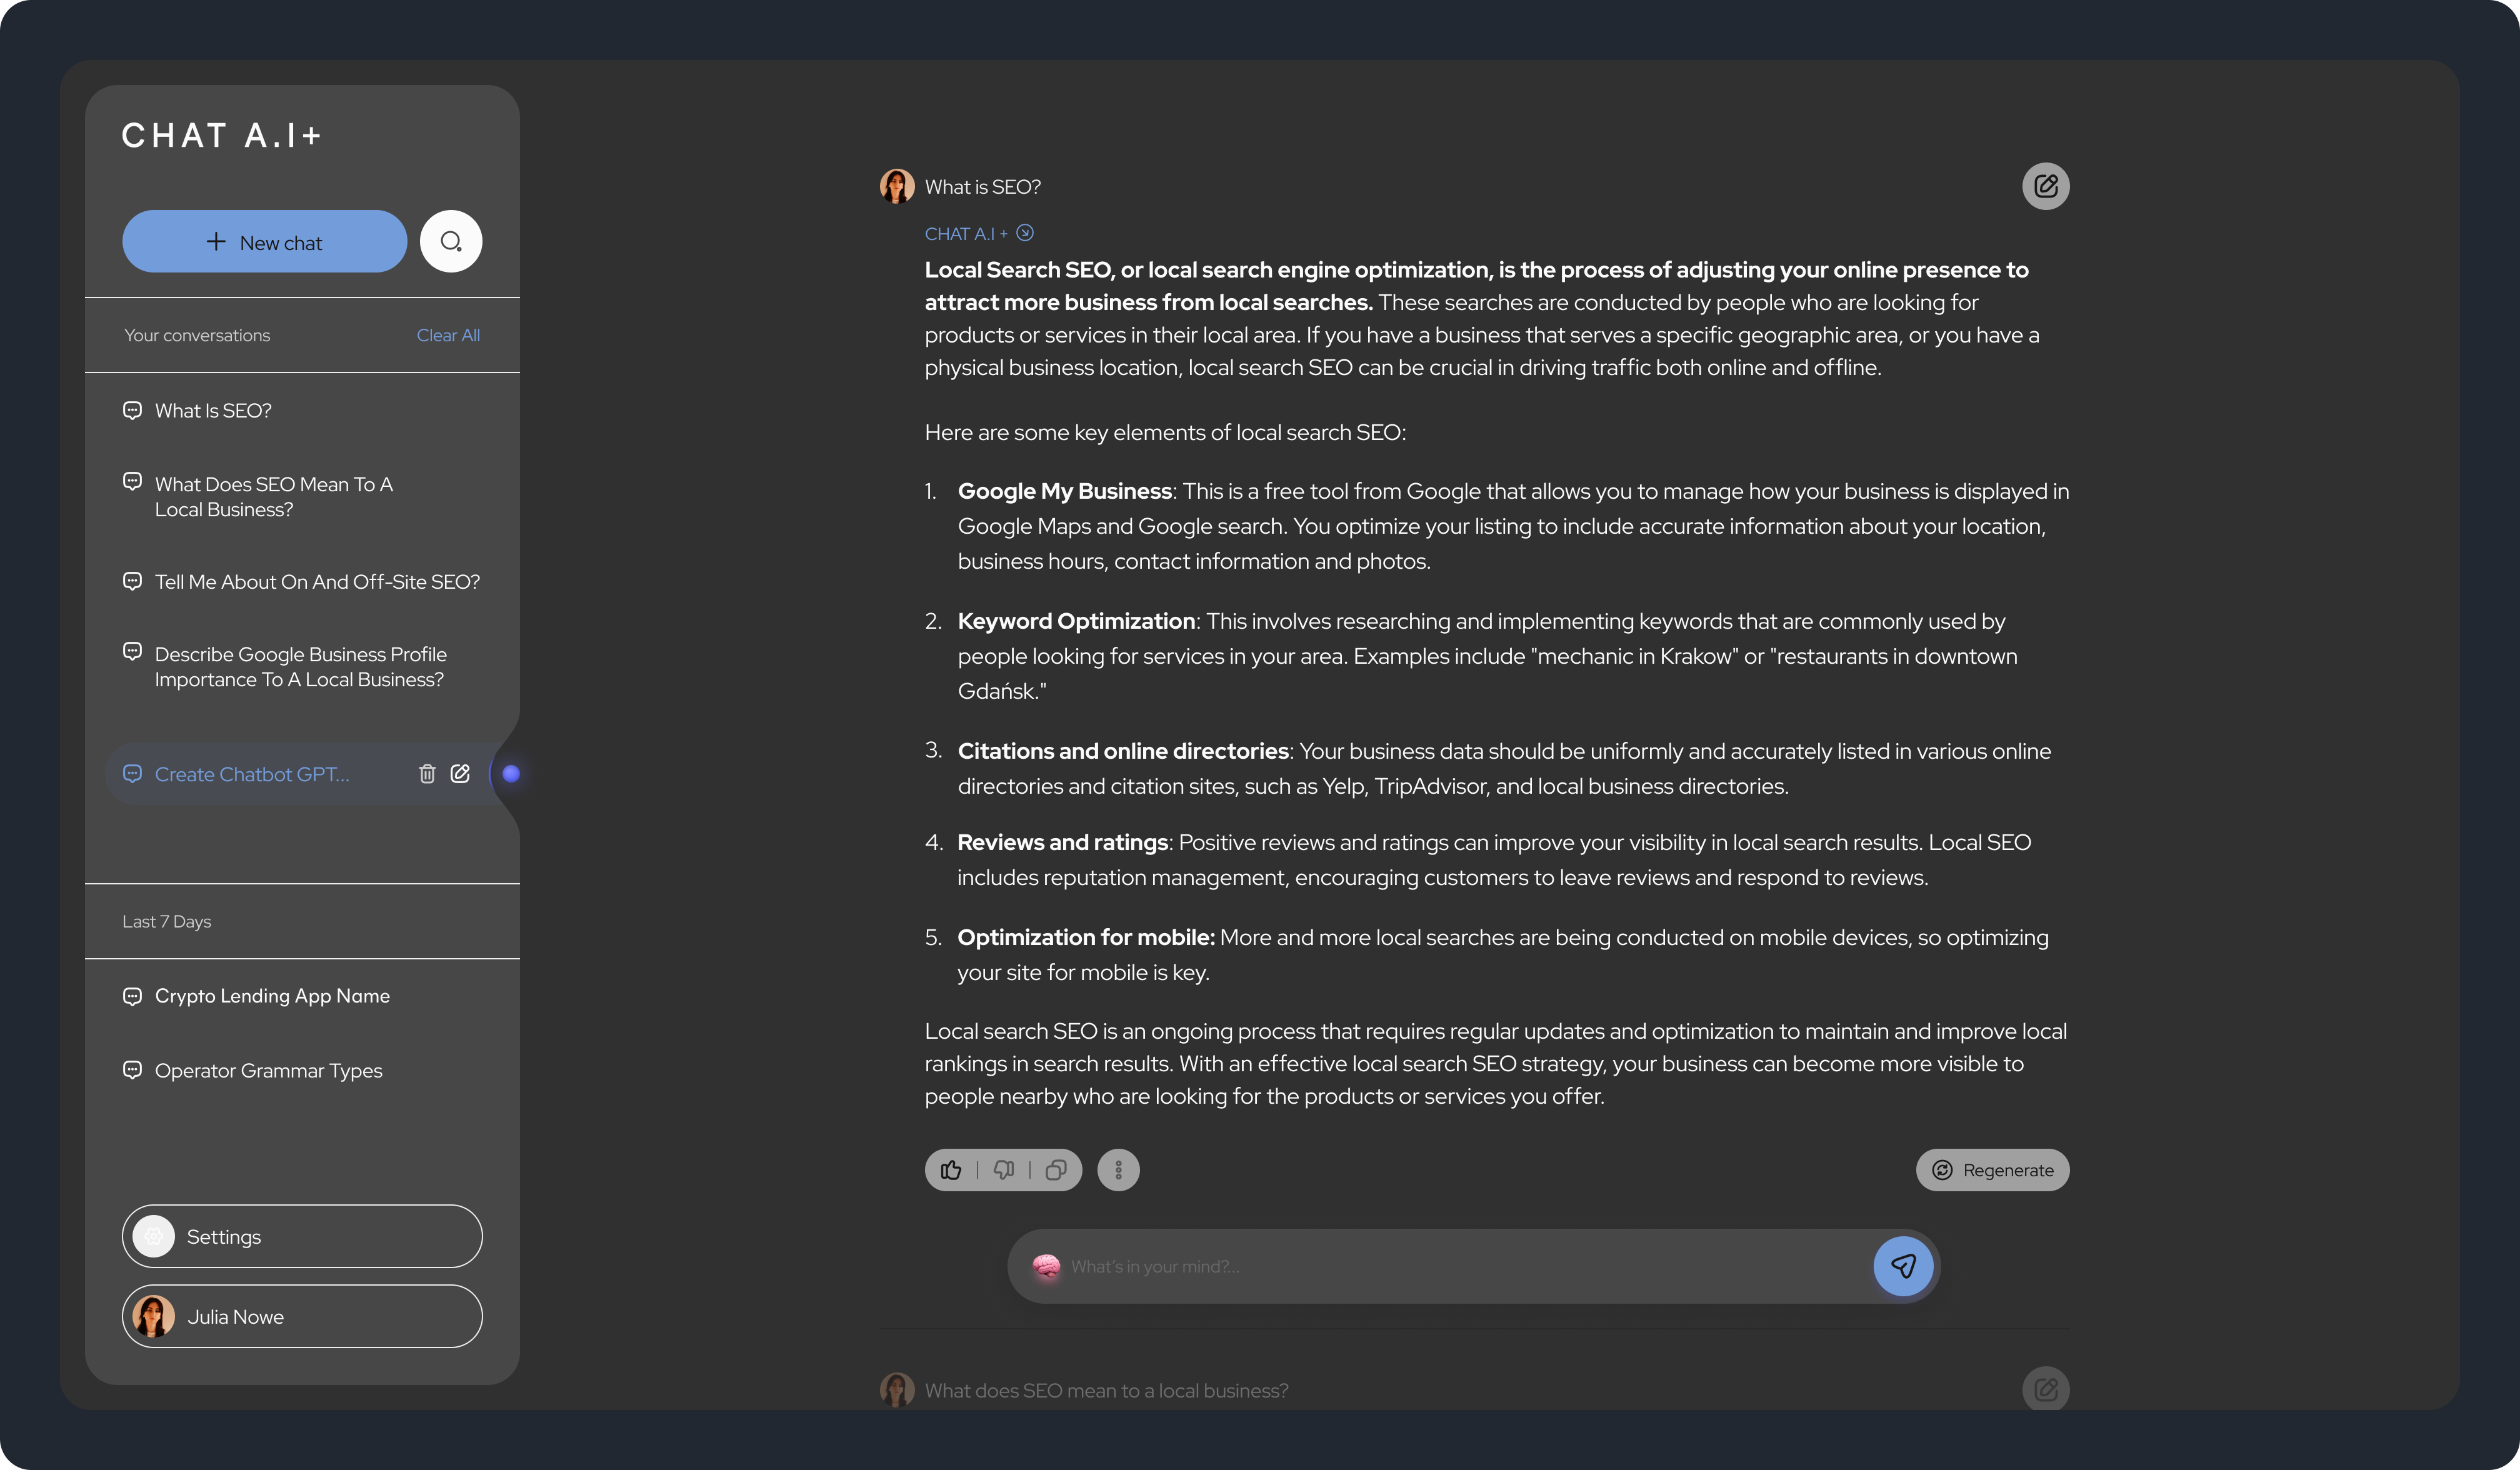 CHAT A.I+
New chat
Your conversations
Clear All
What Is SEO?
What Does SEO Mean To A
Local Business?
Tell Me About On And Off-Site SEO?
Describe Google Business Profile
Importance To A Local Business?
Create Chatbot GPT...
Last 7 Days
Crypto Lending App Name
Operator Grammar Types
Settings
Julia Nowe
What is SEO?
CHAT A.I +
Local Search SEO, or local search engine optimization, is the process of adjusting your online presence to
attract more business from local searches. These searches are conducted by people who are looking for
products or services in their local area. If you have a business that serves a specific geographic area, or you have a
physical business location, local search SEO can be crucial in driving traffic both online and offline.
Here are some key elements of local search SEO:
1. Google My Business: This is a free tool from Google that allows you to manage how your business is displayed in
Google Maps and Google search. You optimize your listing to include accurate information about your location,
business hours, contact information and photos.
2. Keyword Optimization: This involves researching and implementing keywords that are commonly used by
people looking for services in your area. Examples include "mechanic in Krakow" or "restaurants in downtown
Gdańsk."
3. Citations and online directories: Your business data should be uniformly and accurately listed in various online
directories and citation sites, such as Yelp, TripAdvisor, and local business directories.
4. Reviews and ratings: Positive reviews and ratings can improve your visibility in local search results. Local SEO
includes reputation management, encouraging customers to leave reviews and respond to reviews.
5. Optimization for mobile: More and more local searches are being conducted on mobile devices, so optimizing
your site for mobile is key.
Local search SEO is an ongoing process that requires regular updates and optimization to maintain and improve local
rankings in search results. With an effective local search SEO strategy, your business can become more visible to
people nearby who are looking for the products or services you offer.
Regenerate
What's in your mind?...
What does SEO mean to a local business?